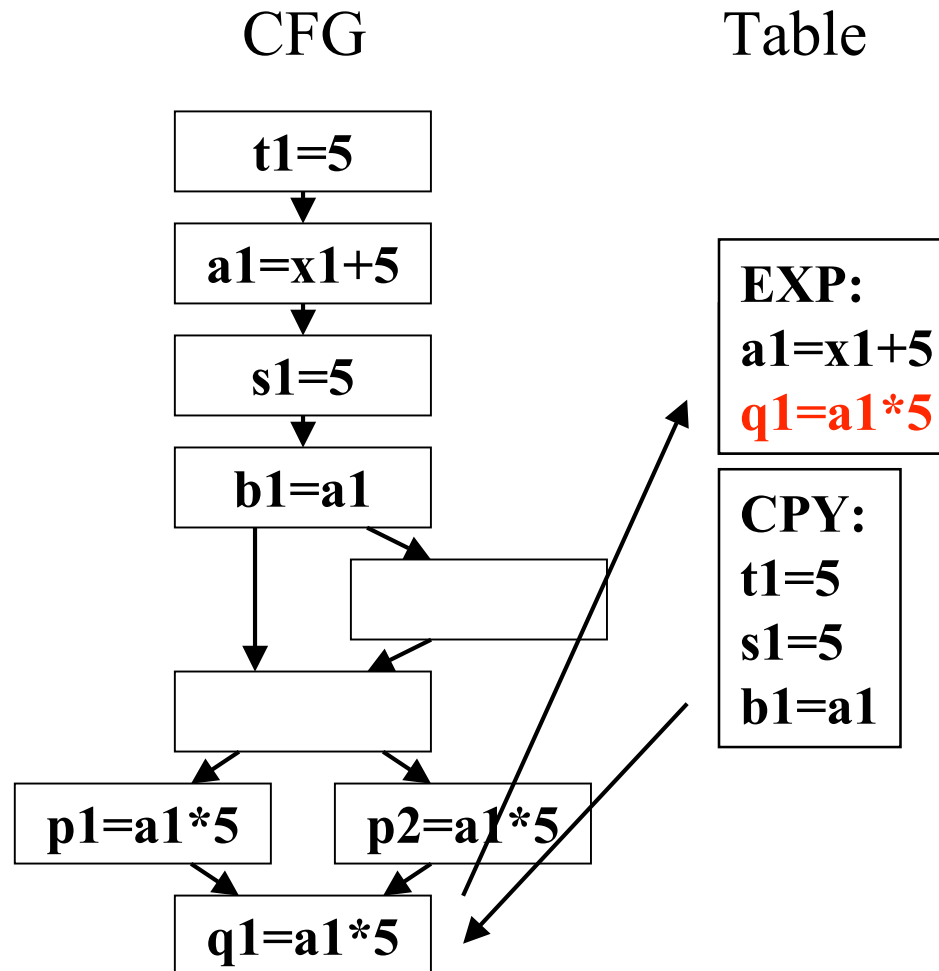 CFG
Table
t1=5
a1=x1+5
s1=5
b1=a1
p1=a1*5
p2=a1*5
q1=a1*5
EXP:
a1=x1+5
q1=a1*5
CPY:
t1=5
s1=5
b1=a1